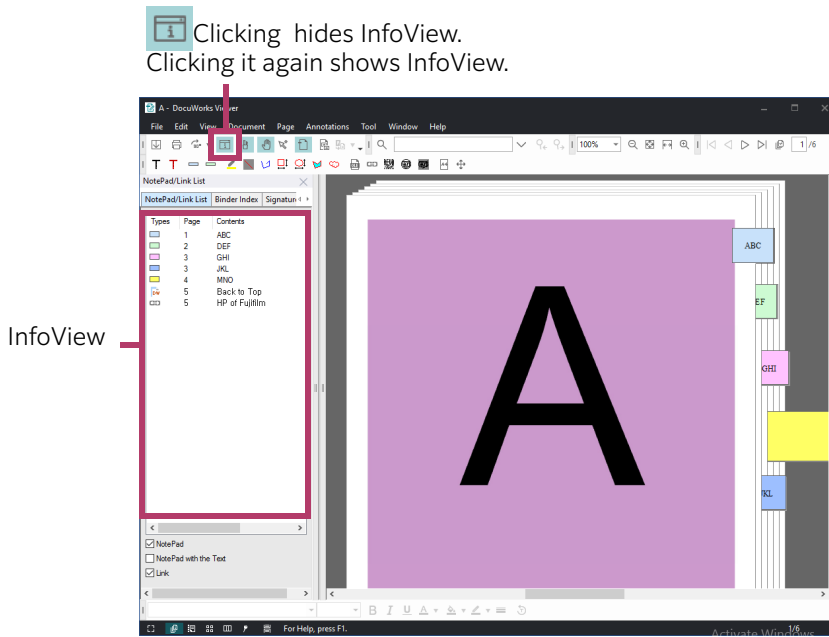 Clicking hides InfoView.
Clicking it again shows InfoView.
A - DocuWorks Viewer
File Edit View Document Page Annotations Tool Window Help
100%
1 /6
T T
NotePad/Link List
NotePad/Link List Binder Index Signature
Types Page Contents
1 ABC
2 DEF
3 GHI
3 JKL
4 MNO
5 Back to Top
5 HP of Fujifilm
InfoView
A
ABC
EF
GHI
KL
NotePad
NotePad with the Text
Link
B I U A
For Help, press F1.
Activate Windows
1/6